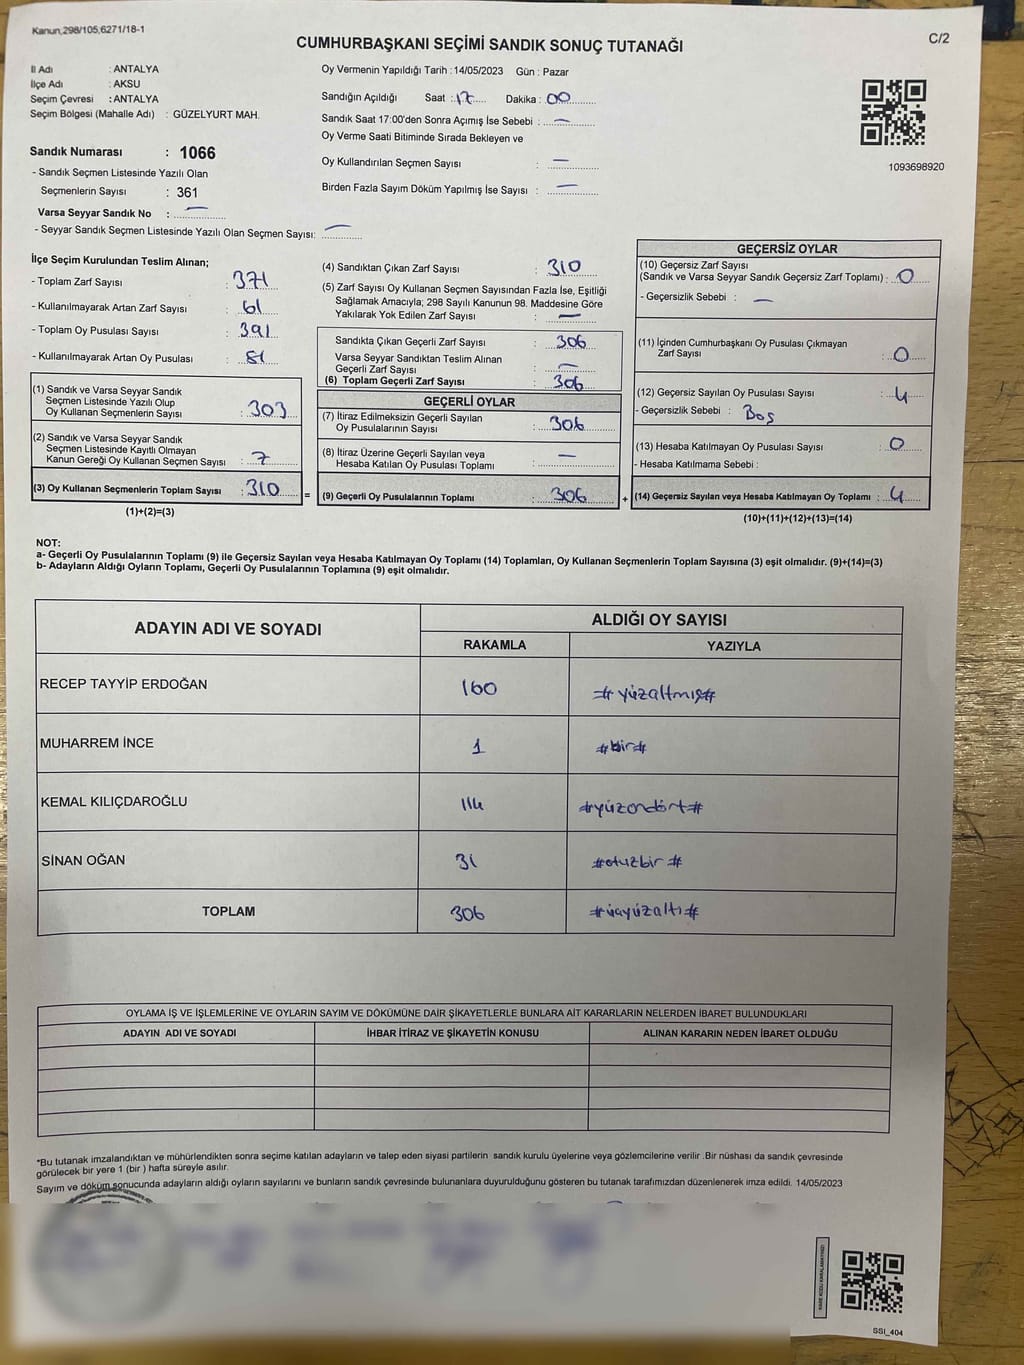 Kanun,298/105;6271/18-1
CUMHURBAŞKANI SEÇİMİ SANDIK SONUÇ TUTANAĞI
C/2
İl Adı : ANTALYA
İlçe Adı : AKSU
Seçim Çevresi : ANTALYA
Seçim Bölgesi (Mahalle Adı) : GÜZELYURT MAH.
Sandık Numarası : 1066
- Sandık Seçmen Listesinde Yazılı Olan
Seçmenlerin Sayısı : 361
Varsa Seyyar Sandık No : —
- Seyyar Sandık Seçmen Listesinde Yazılı Olan Seçmen Sayısı: —
Oy Vermenin Yapıldığı Tarih : 14/05/2023 Gün : Pazar
Sandığın Açıldığı Saat : 17 Dakika : 00
Sandık Saat 17:00'den Sonra Açımış İse Sebebi : —
Oy Verme Saati Bitiminde Sırada Bekleyen ve
Oy Kullandırılan Seçmen Sayısı : —
Birden Fazla Sayım Döküm Yapılmış İse Sayısı : —
1093698920
İlçe Seçim Kurulundan Teslim Alınan;
- Toplam Zarf Sayısı : 371
- Kullanılmayarak Artan Zarf Sayısı : 61
- Toplam Oy Pusulası Sayısı : 391
- Kullanılmayarak Artan Oy Pusulası : 81
(1) Sandık ve Varsa Seyyar Sandık
Seçmen Listesinde Yazılı Olup
Oy Kullanan Seçmenlerin Sayısı : 303
(2) Sandık ve Varsa Seyyar Sandık
Seçmen Listesinde Kayıtlı Olmayan
Kanun Gereği Oy Kullanan Seçmen Sayısı : 7
(3) Oy Kullanan Seçmenlerin Toplam Sayısı : 310
(1)+(2)=(3)
(4) Sandıktan Çıkan Zarf Sayısı : 310
(5) Zarf Sayısı Oy Kullanan Seçmen Sayısından Fazla İse, Eşitliği
Sağlamak Amacıyla; 298 Sayılı Kanunun 98. Maddesine Göre
Yakılarak Yok Edilen Zarf Sayısı : —
Sandıkta Çıkan Geçerli Zarf Sayısı : 306
Varsa Seyyar Sandıktan Teslim Alınan
Geçerli Zarf Sayısı : —
(6) Toplam Geçerli Zarf Sayısı : 306
GEÇERLİ OYLAR
(7) İtiraz Edilmeksizin Geçerli Sayılan
Oy Pusulalarının Sayısı : 306
(8) İtiraz Üzerine Geçerli Sayılan veya
Hesaba Katılan Oy Pusulası Toplamı : —
= (9) Geçerli Oy Pusulalarının Toplamı : 306
GEÇERSİZ OYLAR
(10) Geçersiz Zarf Sayısı
(Sandık ve Varsa Seyyar Sandık Geçersiz Zarf Toplamı) : 0
- Geçersizlik Sebebi : —
(11) İçinden Cumhurbaşkanı Oy Pusulası Çıkmayan
Zarf Sayısı : 0
(12) Geçersiz Sayılan Oy Pusulası Sayısı : 4
- Geçersizlik Sebebi : Boş
(13) Hesaba Katılmayan Oy Pusulası Sayısı : 0
- Hesaba Katılmama Sebebi :
+ (14) Geçersiz Sayılan veya Hesaba Katılmayan Oy Toplamı : 4
(10)+(11)+(12)+(13)=(14)
NOT:
a- Geçerli Oy Pusulalarının Toplamı (9) ile Geçersiz Sayılan veya Hesaba Katılmayan Oy Toplamı (14) Toplamları, Oy Kullanan Seçmenlerin Toplam Sayısına (3) eşit olmalıdır. (9)+(14)=(3)
b- Adayların Aldığı Oyların Toplamı, Geçerli Oy Pusulalarının Toplamına (9) eşit olmalıdır.
ADAYIN ADI VE SOYADI
ALDIĞI OY SAYISI
RAKAMLA YAZIYLA
RECEP TAYYİP ERDOĞAN 160 #yüzaltmış#
MUHARREM İNCE 1 #bir#
KEMAL KILIÇDAROĞLU 114 #yüzondört#
SİNAN OĞAN 31 #otuzbir#
TOPLAM 306 #üçyüzaltı#
OYLAMA İŞ VE İŞLEMLERİNE VE OYLARIN SAYIM VE DÖKÜMÜNE DAİR ŞİKAYETLERLE BUNLARA AİT KARARLARIN NELERDEN İBARET BULUNDUKLARI
ADAYIN ADI VE SOYADI İHBAR İTİRAZ VE ŞİKAYETİN KONUSU ALINAN KARARIN NEDEN İBARET OLDUĞU
*Bu tutanak imzalandıktan ve mühürlendikten sonra seçime katılan adayların ve talep eden siyasi partilerin sandık kurulu üyelerine veya gözlemcilerine verilir .Bir nüshası da sandık çevresinde
görülecek bir yere 1 (bir ) hafta süreyle asılır.
Sayım ve döküm sonucunda adayların aldığı oyların sayılarını ve bunların sandık çevresinde bulunanlara duyurulduğunu gösteren bu tutanak tarafımızdan düzenlenerek imza edildi. 14/05/2023
KARE KODU KARALAMAYINIZ!
SSI_404